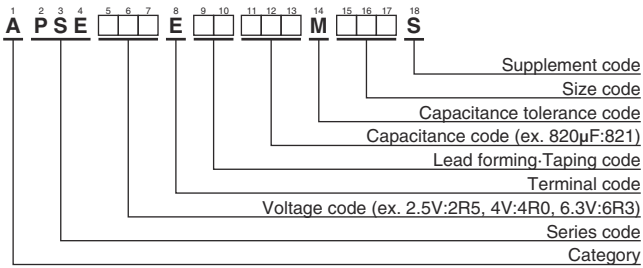 1 2 3 4 5 6 7 8 9 10 11 12 13 14 15 16 17 18
A P S E E M S
Supplement code
Size code
Capacitance tolerance code
Capacitance code (ex. 820µF:821)
Lead forming·Taping code
Terminal code
Voltage code (ex. 2.5V:2R5, 4V:4R0, 6.3V:6R3)
Series code
Category